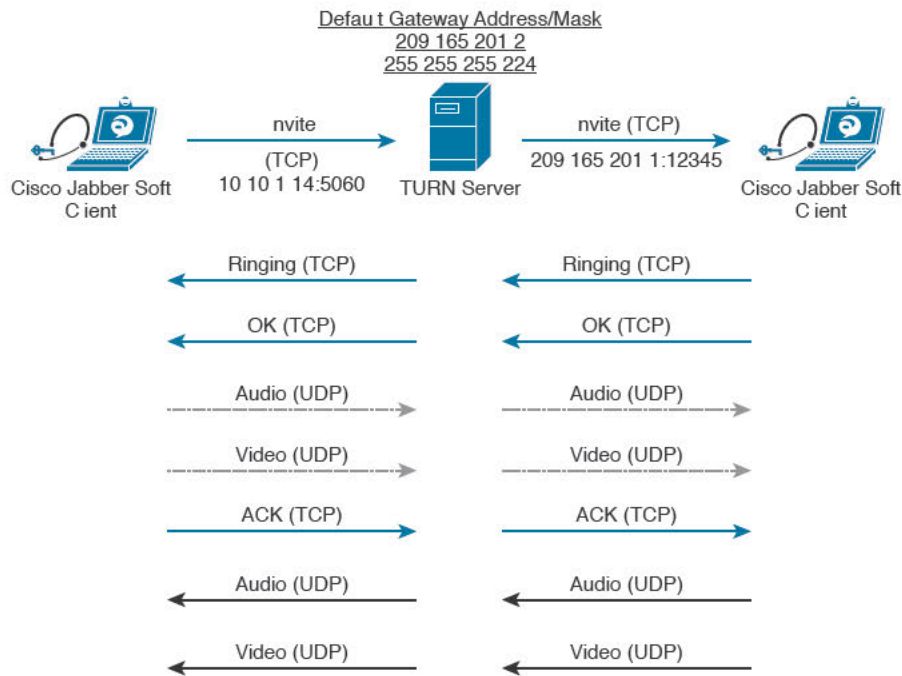 Defau t Gateway Address/Mask
209 165 201 2
255 255 255 224
nvite
nvite (TCP)
(TCP)
10 10 1 14:5060
209 165 201 1:12345
Cisco Jabber Soft
C ient
TURN Server
Cisco Jabber Soft
C ient
Ringing (TCP)
Ringing (TCP)
OK (TCP)
OK (TCP)
Audio (UDP)
Audio (UDP)
Video (UDP)
Video (UDP)
ACK (TCP)
ACK (TCP)
Audio (UDP)
Audio (UDP)
Video (UDP)
Video (UDP)